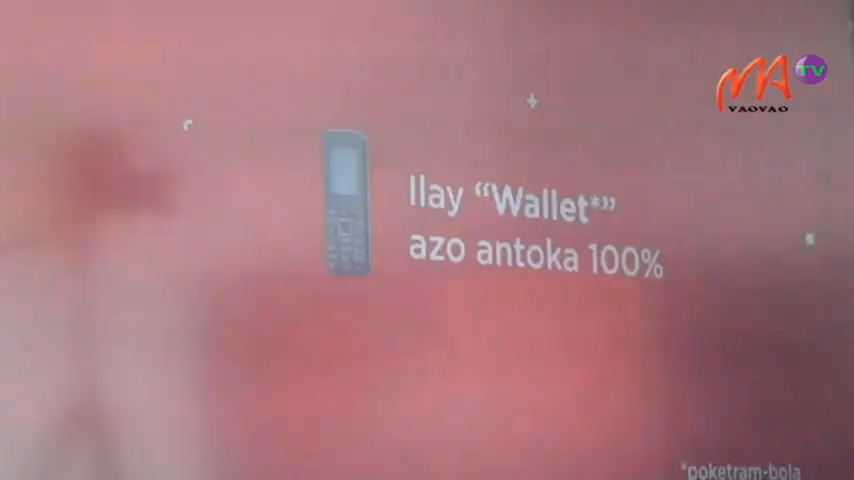 MA TV
VAOVAO
Ilay “Wallet*”
azo antoka 100%
*poketram-bola